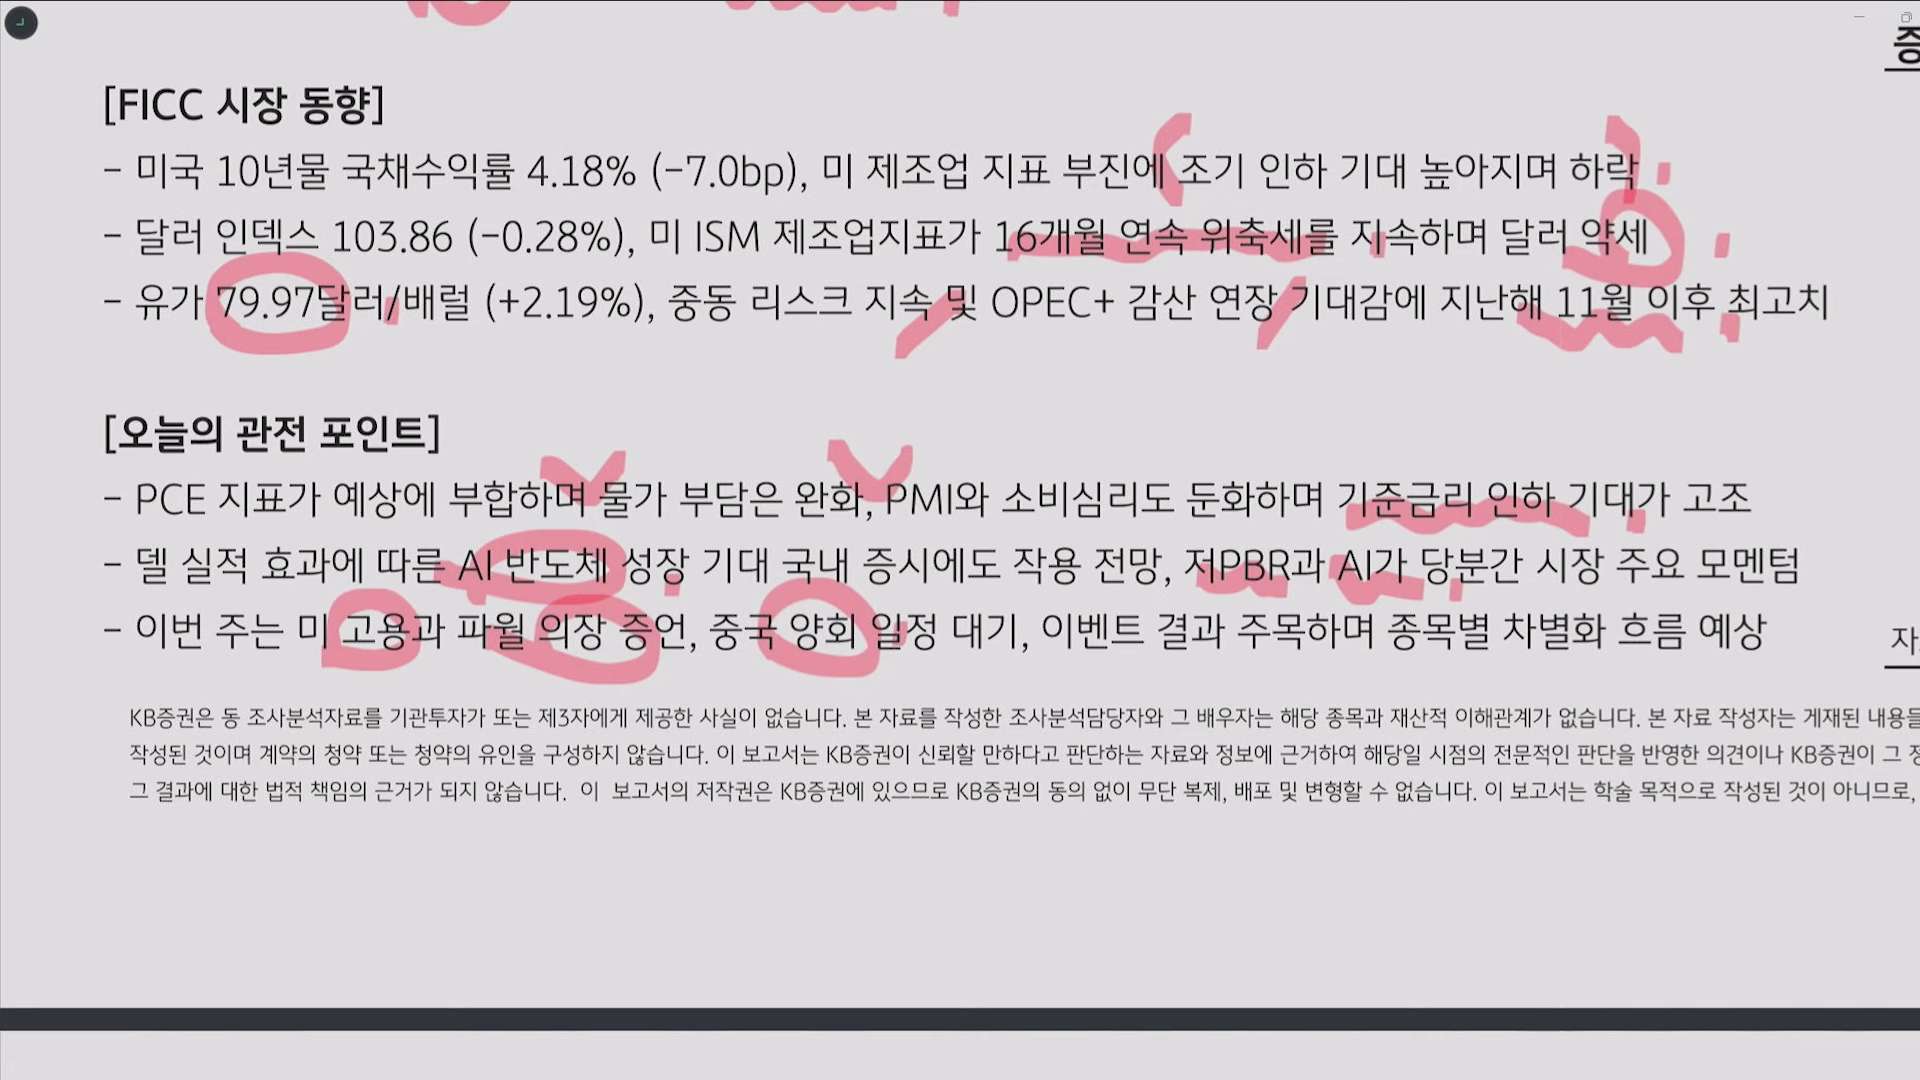 증
[FICC 시장 동향]
- 미국 10년물 국채수익률 4.18% (-7.0bp), 미 제조업 지표 부진에 조기 인하 기대 높아지며 하락
- 달러 인덱스 103.86 (-0.28%), 미 ISM 제조업지표가 16개월 연속 위축세를 지속하며 달러 약세
- 유가 79.97달러/배럴 (+2.19%), 중동 리스크 지속 및 OPEC+ 감산 연장 기대감에 지난해 11월 이후 최고치
[오늘의 관전 포인트]
- PCE 지표가 예상에 부합하며 물가 부담은 완화, PMI와 소비심리도 둔화하며 기준금리 인하 기대가 고조
- 델 실적 효과에 따른 AI 반도체 성장 기대 국내 증시에도 작용 전망, 저PBR과 AI가 당분간 시장 주요 모멘텀
- 이번 주는 미 고용과 파월 의장 증언, 중국 양회 일정 대기, 이벤트 결과 주목하며 종목별 차별화 흐름 예상
자
KB증권은 동 조사분석자료를 기관투자가 또는 제3자에게 제공한 사실이 없습니다. 본 자료를 작성한 조사분석담당자와 그 배우자는 해당 종목과 재산적 이해관계가 없습니다. 본 자료 작성자는 게재된 내용들
작성된 것이며 계약의 청약 또는 청약의 유인을 구성하지 않습니다. 이 보고서는 KB증권이 신뢰할 만하다고 판단하는 자료와 정보에 근거하여 해당일 시점의 전문적인 판단을 반영한 의견이나 KB증권이 그
그 결과에 대한 법적 책임의 근거가 되지 않습니다. 이 보고서의 저작권은 KB증권에 있으므로 KB증권의 동의 없이 무단 복제, 배포 및 변형할 수 없습니다. 이 보고서는 학술 목적으로 작성된 것이 아니므로,